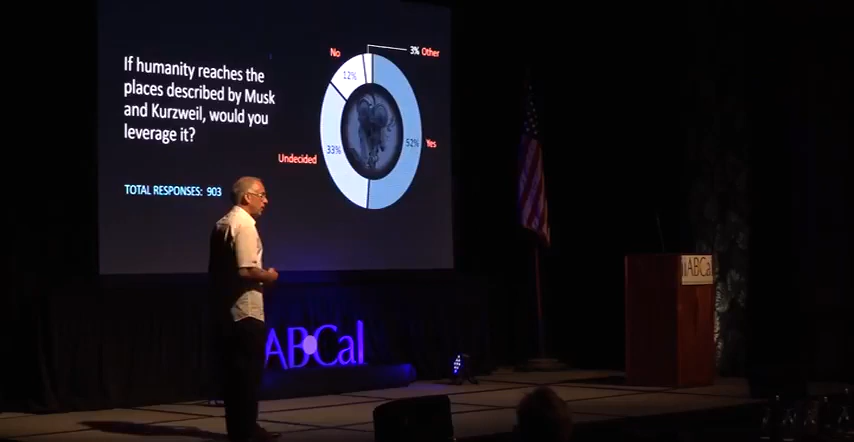 If humanity reaches the
places described by Musk
and Kurzweil, would you
leverage it?
TOTAL RESPONSES: 903
No
3% Other
12%
52% Yes
Undecided 33%
ABCal
ABCal